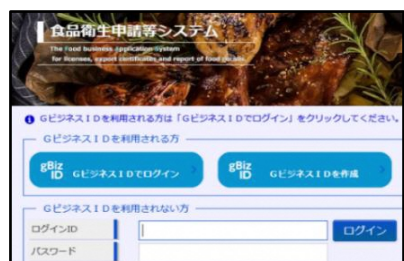 食品衛生申請等システム
The food business application system
for licenses, export certificates and report of food recalls
GビジネスIDを利用される方は「GビジネスIDでログイン」をクリックしてください。
GビジネスIDを利用される方
gBiz ID GビジネスIDでログイン
gBiz ID GビジネスIDを作成
GビジネスIDを利用されない方
ログインID ログイン
パスワード